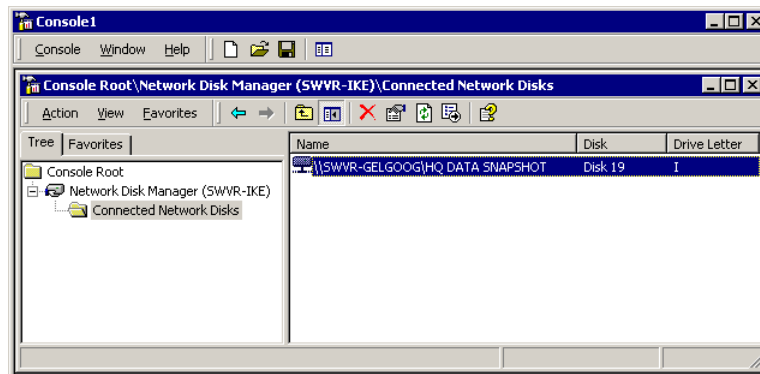 Console1
Console Window Help
Console Root\Network Disk Manager (SWVR-IKE)\Connected Network Disks
Action View Favorites
Tree Favorites
Name Disk Drive Letter
Console Root
\\SWVR-GELGOOG\HQ DATA SNAPSHOT Disk 19 I
Network Disk Manager (SWVR-IKE)
Connected Network Disks